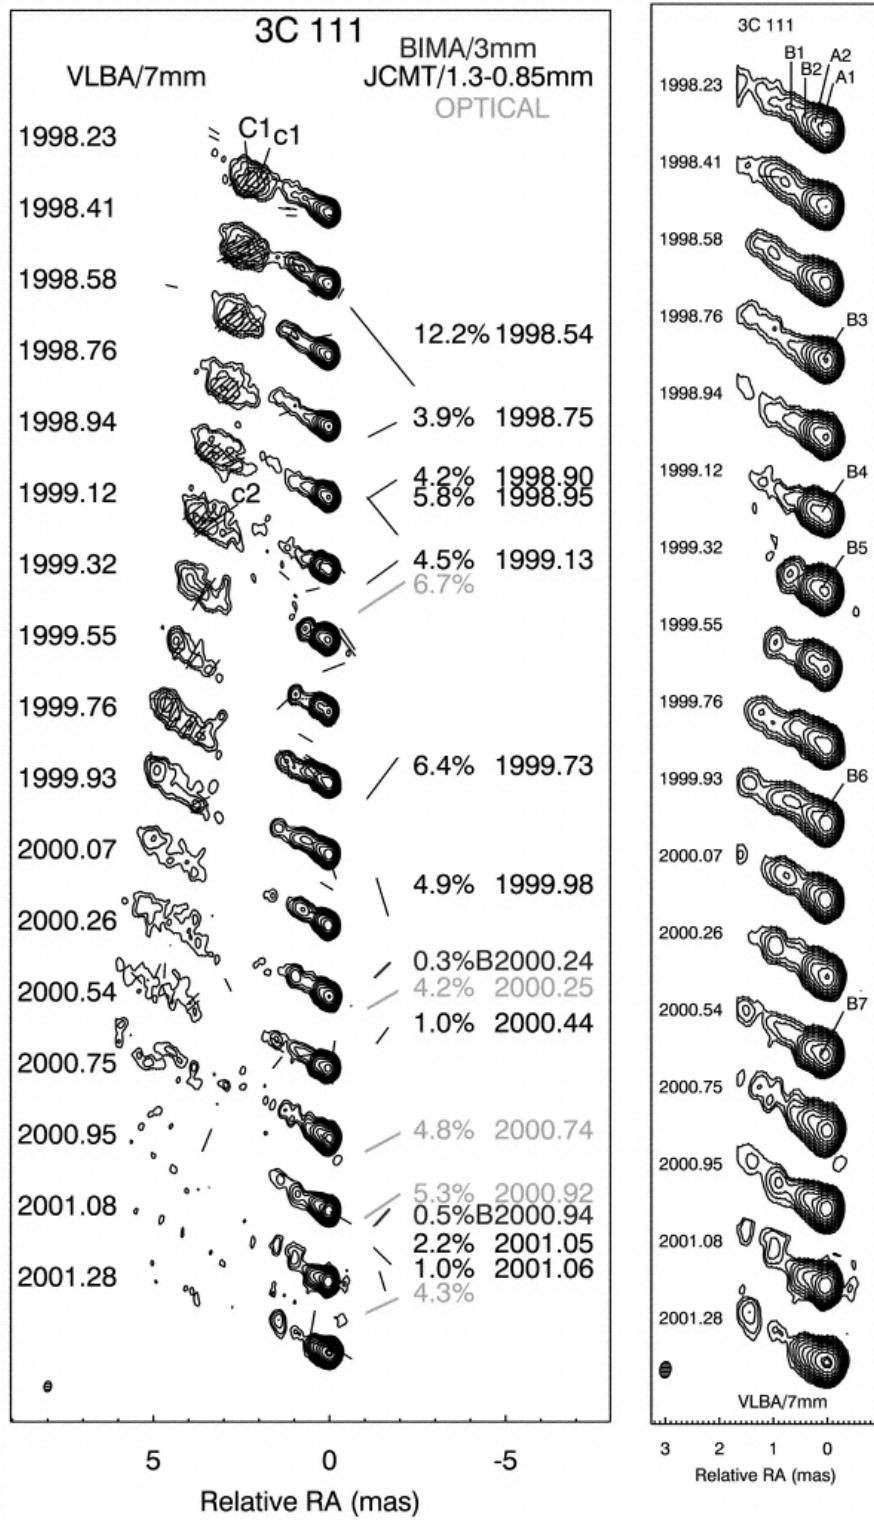 3C 111
BIMA/3mm
VLBA/7mm JCMT/1.3-0.85mm
OPTICAL
1998.23
C1
c1
1998.41
1998.58
12.2% 1998.54
1998.76
3.9% 1998.75
1998.94
4.2% 1998.90
5.8% 1998.95
1999.12
c2
4.5% 1999.13
1999.32
6.7%
1999.55
1999.76
6.4% 1999.73
1999.93
2000.07
4.9% 1999.98
2000.26
0.3%B2000.24
2000.54
4.2% 2000.25
1.0% 2000.44
2000.75
4.8% 2000.74
2000.95
5.3% 2000.92
2001.08
0.5%B2000.94
2.2% 2001.05
2001.28
1.0% 2001.06
4.3%
5 0 -5
Relative RA (mas)
3C 111
B1 A2
B2 A1
1998.23
1998.41
1998.58
1998.76
B3
1998.94
1999.12
B4
1999.32
B5
1999.55
1999.76
1999.93
B6
2000.07
2000.26
2000.54
B7
2000.75
2000.95
2001.08
2001.28
VLBA/7mm
3 2 1 0
Relative RA (mas)